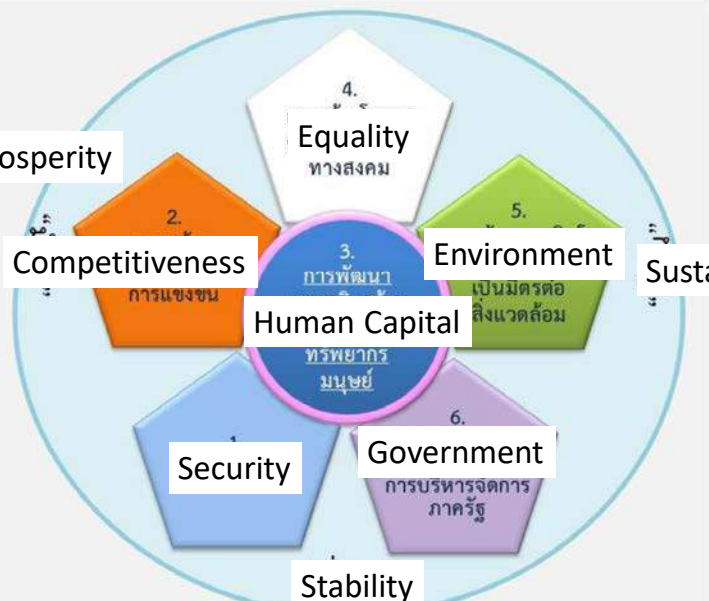 4.
Equality
ทางสังคม
osperity
2.
Competitiveness
การแข่งขัน
3.
การพัฒนา
Human Capital
ทรัพยากร
มนุษย์
5.
Environment
เป็นมิตรต่อ
สิ่งแวดล้อม
Susta
Security
6.
Government
การบริหารจัดการ
ภาครัฐ
Stability